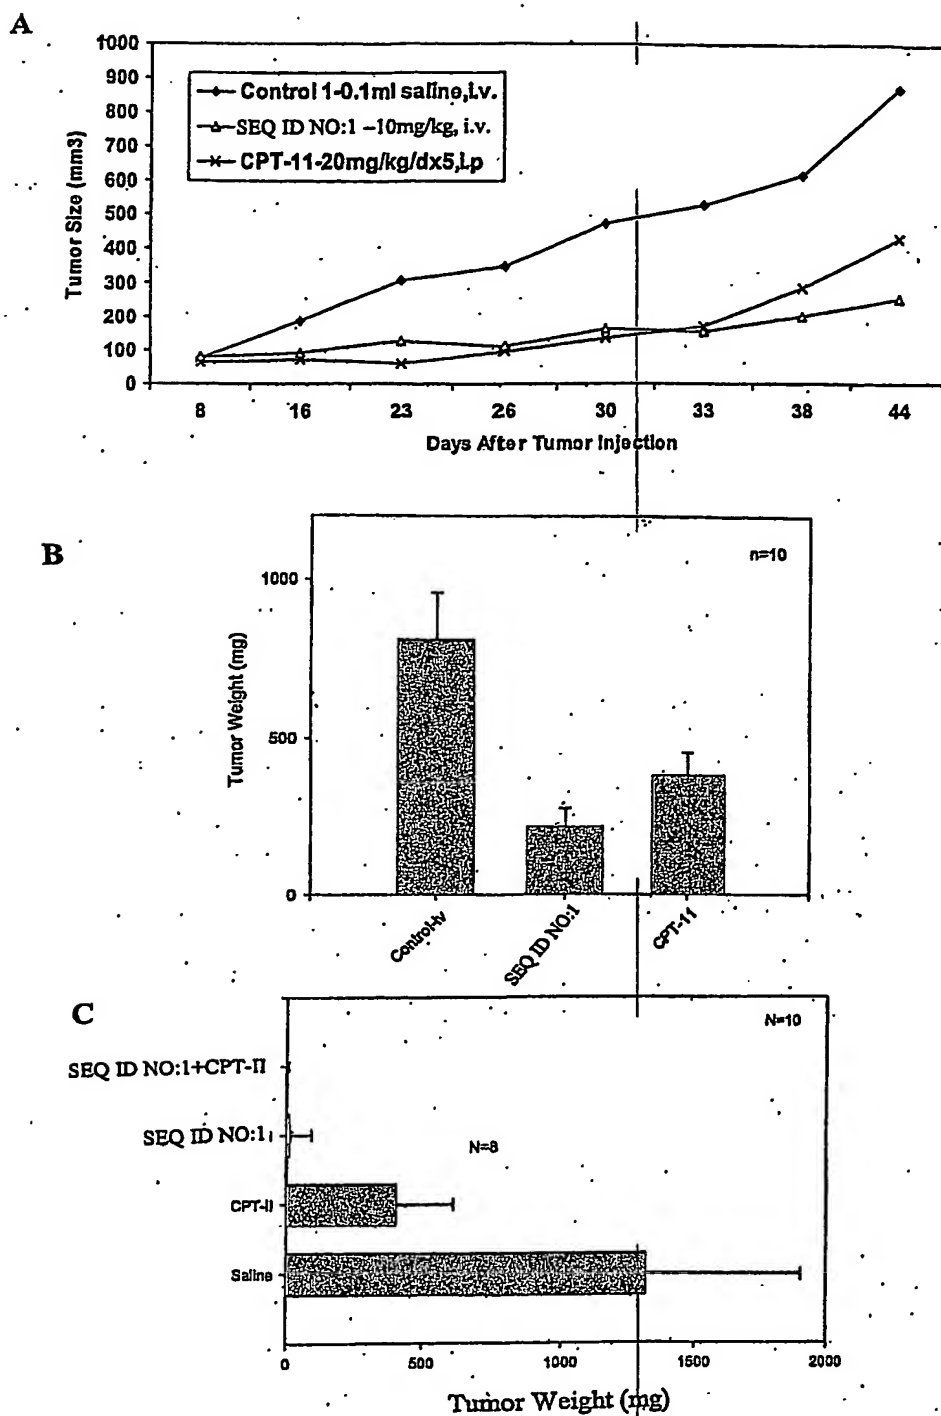 A
1000
900
800
700
600
500
400
300
200
100
0
Tumor Size (mm3)
Control 1-0.1ml saline,i.v.
SEQ ID NO:1 –10mg/kg, i.v.
CPT-11-20mg/kg/dx5,i.p
8 16 23 26 30 33 38 44
Days After Tumor Injection
B
n=10
1000
500
0
Tumor Weight (mg)
Control-iv
SEQ ID NO:1
CPT-11
C
N=10
SEQ ID NO:1+CPT-II
SEQ ID NO:1
N=8
CPT-II
Saline
0 500 1000 1500 2000
Tumor Weight (mg)